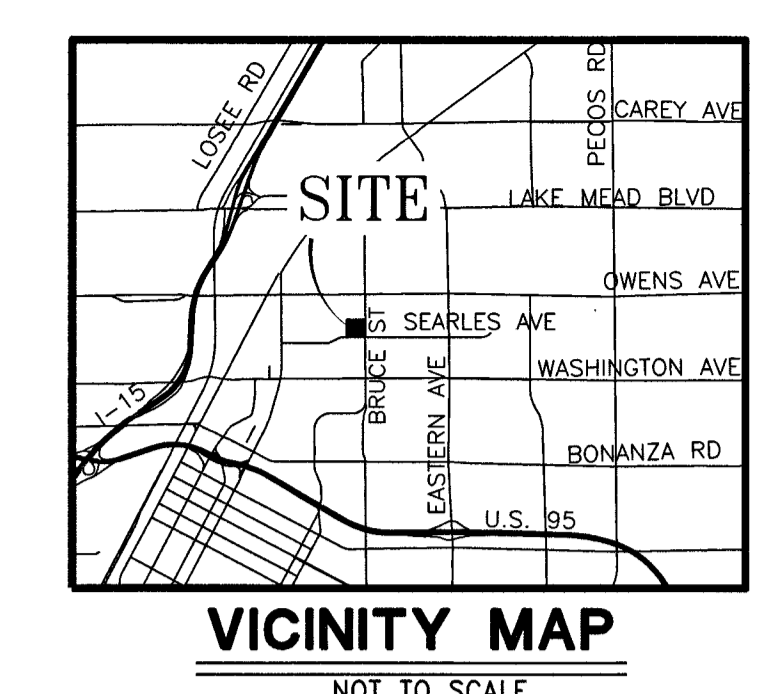 LOSEE RD
PECOS RD
CAREY AVE
SITE
LAKE MEAD BLVD
OWENS AVE
SEARLES AVE
BRUCE ST
WASHINGTON AVE
I-15
EASTERN AVE
BONANZA RD
U.S. 95
VICINITY MAP
NOT TO SCALE